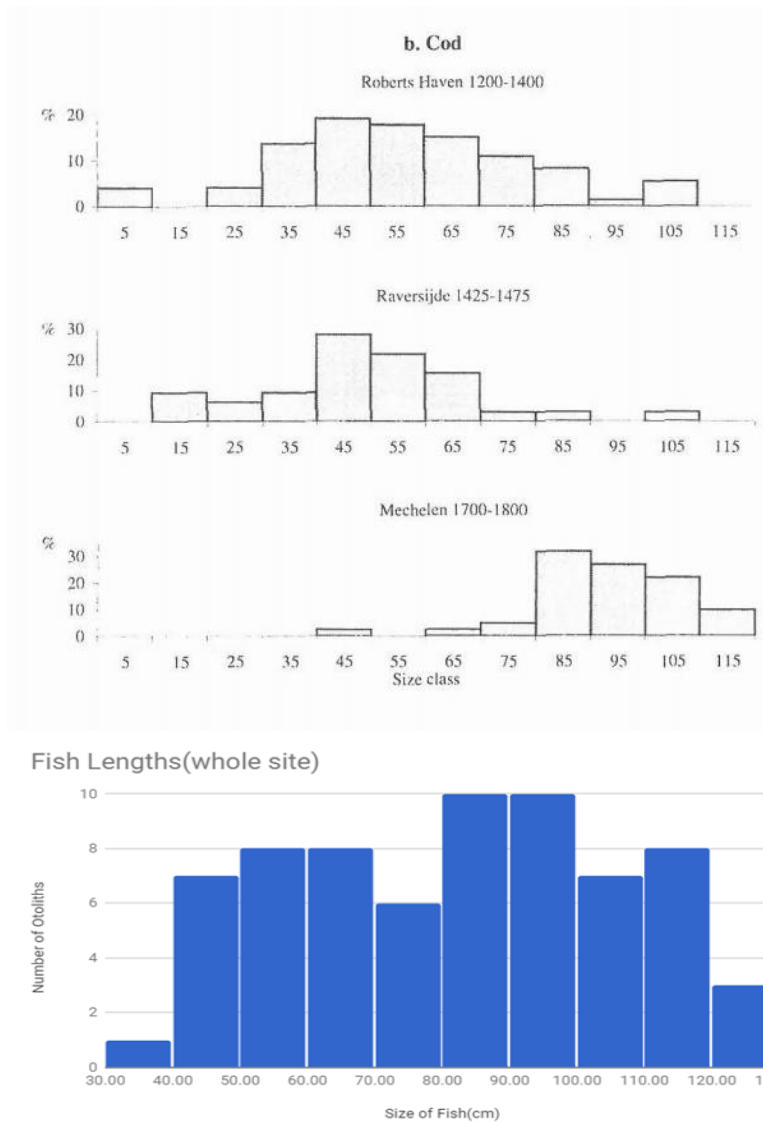 b. Cod
Roberts Haven 1200-1400
% 20
10
0
5 15 25 35 45 55 65 75 85 95 105 115
Raversijde 1425-1475
% 30
20
10
0
5 15 25 35 45 55 65 75 85 95 105 115
Mechelen 1700-1800
%
30
20
10
0
5 15 25 35 45 55 65 75 85 95 105 115
Size class
Fish Lengths(whole site)
10
8
6
4
2
0
Number of Otoliths
30.00 40.00 50.00 60.00 70.00 80.00 90.00 100.00 110.00 120.00
Size of Fish(cm)